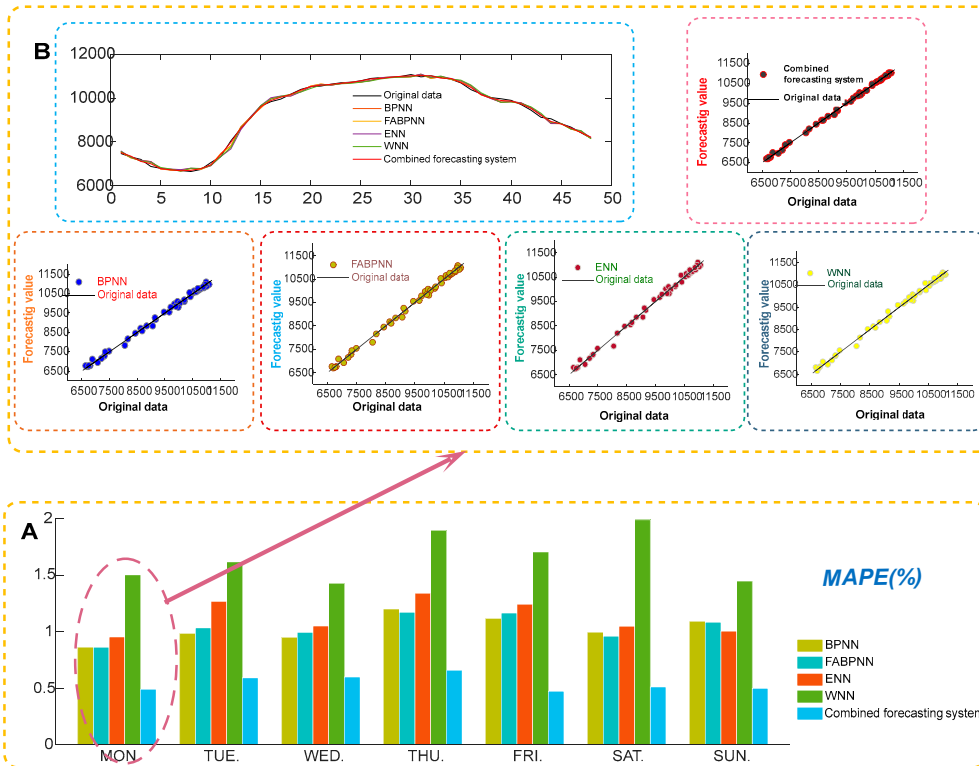 B
12000
10000
8000
6000
0
5
10
15
20
25
30
35
40
45
50
Original data
BPNN
FABPNN
ENN
WNN
Combined forecasting system
Forecastig value
11500
10500
9500
8500
7500
6500
Combined
forecasting system
Original data
6500 7500 8500 9500 10500 11500
Original data
Forecastig value
11500
10500
9500
8500
7500
6500
BPNN
Original data
6500 7500 8500 9500 10500 11500
Original data
Forecastig value
11500
10500
9500
8500
7500
6500
FABPNN
Original data
6500 7500 8500 9500 10500 11500
Original data
Forecastig value
11500
10500
9500
8500
7500
6500
ENN
Original data
6500 7500 8500 9500 10500 11500
Original data
Forecastig value
11500
10500
9500
8500
7500
6500
WNN
Original data
6500 7500 8500 9500 10500 11500
Original data
A
2
1.5
1
0.5
0
MON.
TUE.
WED.
THU.
FRI.
SAT.
SUN.
MAPE(%)
BPNN
FABPNN
ENN
WNN
Combined forecasting system